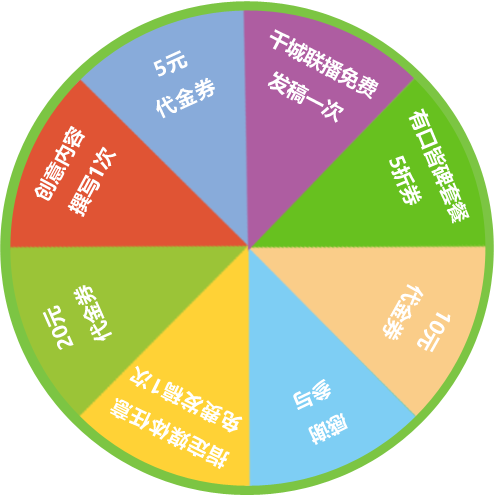 千城联播免费
发稿一次
有口皆碑套餐
5折券
10元
代金券
感谢
参与
指定媒体任意
免费发稿1次
20元
代金券
创意内容
撰写1次
5元
代金券